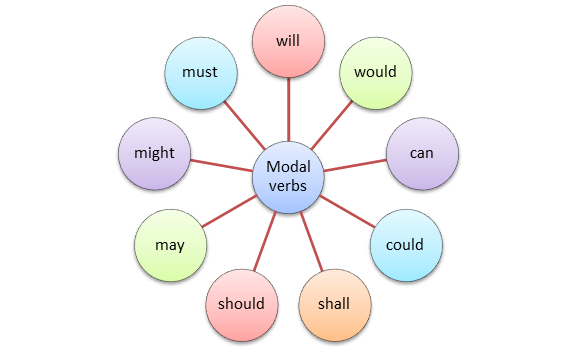 will
would
can
could
shall
should
may
might
must
Modal
verbs